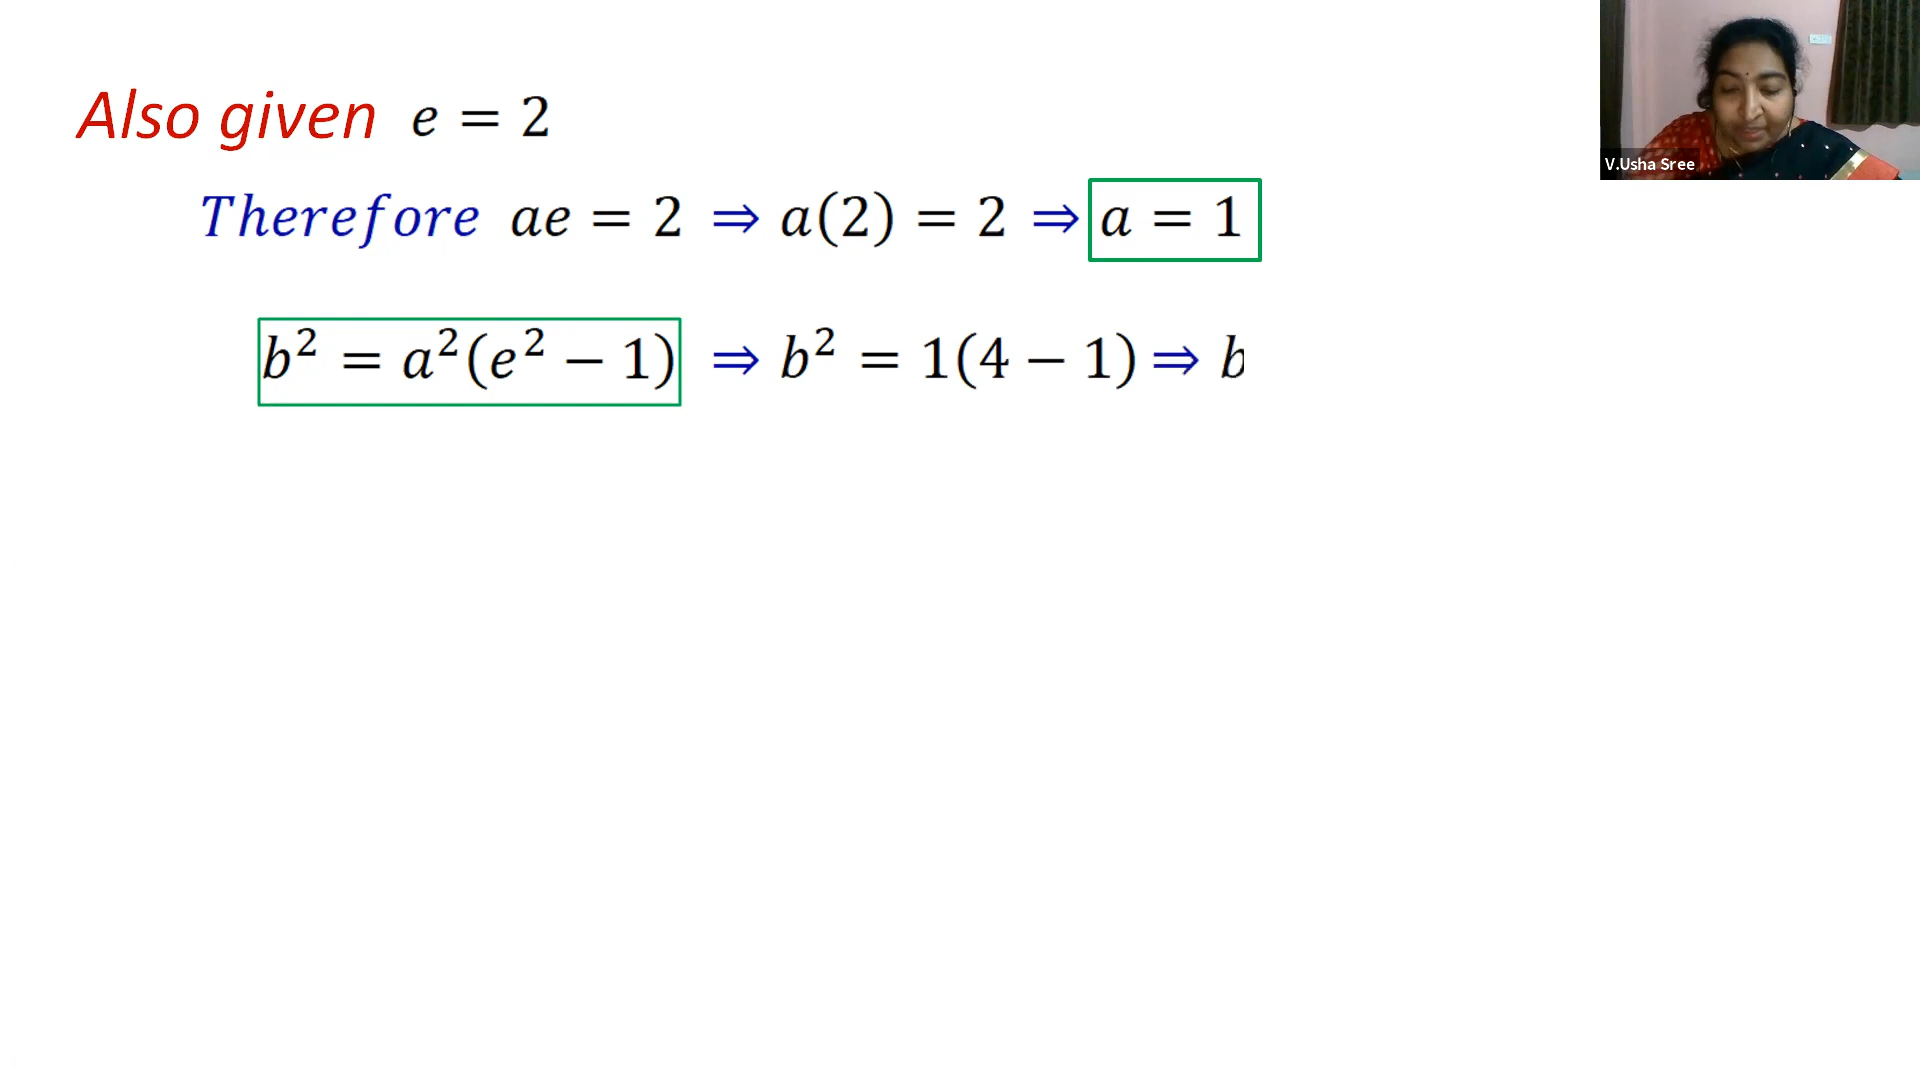 Also given e = 2
V.Usha Sree
Therefore ae = 2 ⇒ a(2) = 2 ⇒ a = 1
b² = a²(e² − 1) ⇒ b² = 1(4 − 1) ⇒ b